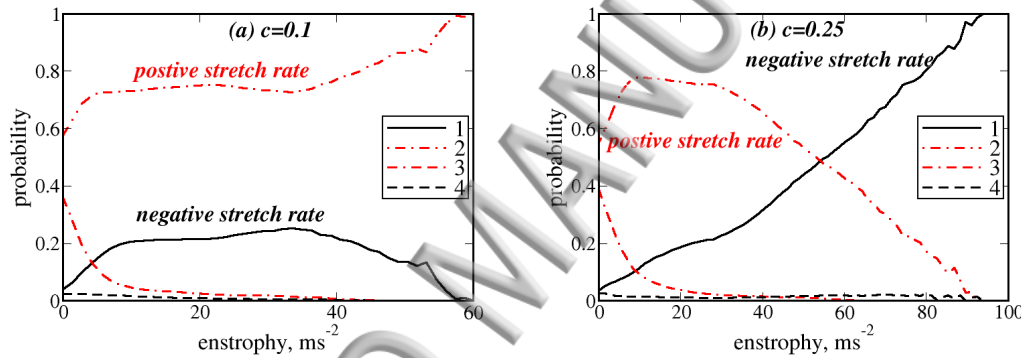 (a) c=0.1
postive stretch rate
negative stretch rate
probability
1
0.8
0.6
0.4
0.2
0
0
20
40
60
enstrophy, ms-2
1
2
3
4
(b) c=0.25
negative stretch rate
postive stretch rate
probability
1
0.8
0.6
0.4
0.2
0
0
20
40
60
80
100
enstrophy, ms-2
1
2
3
4
MANU